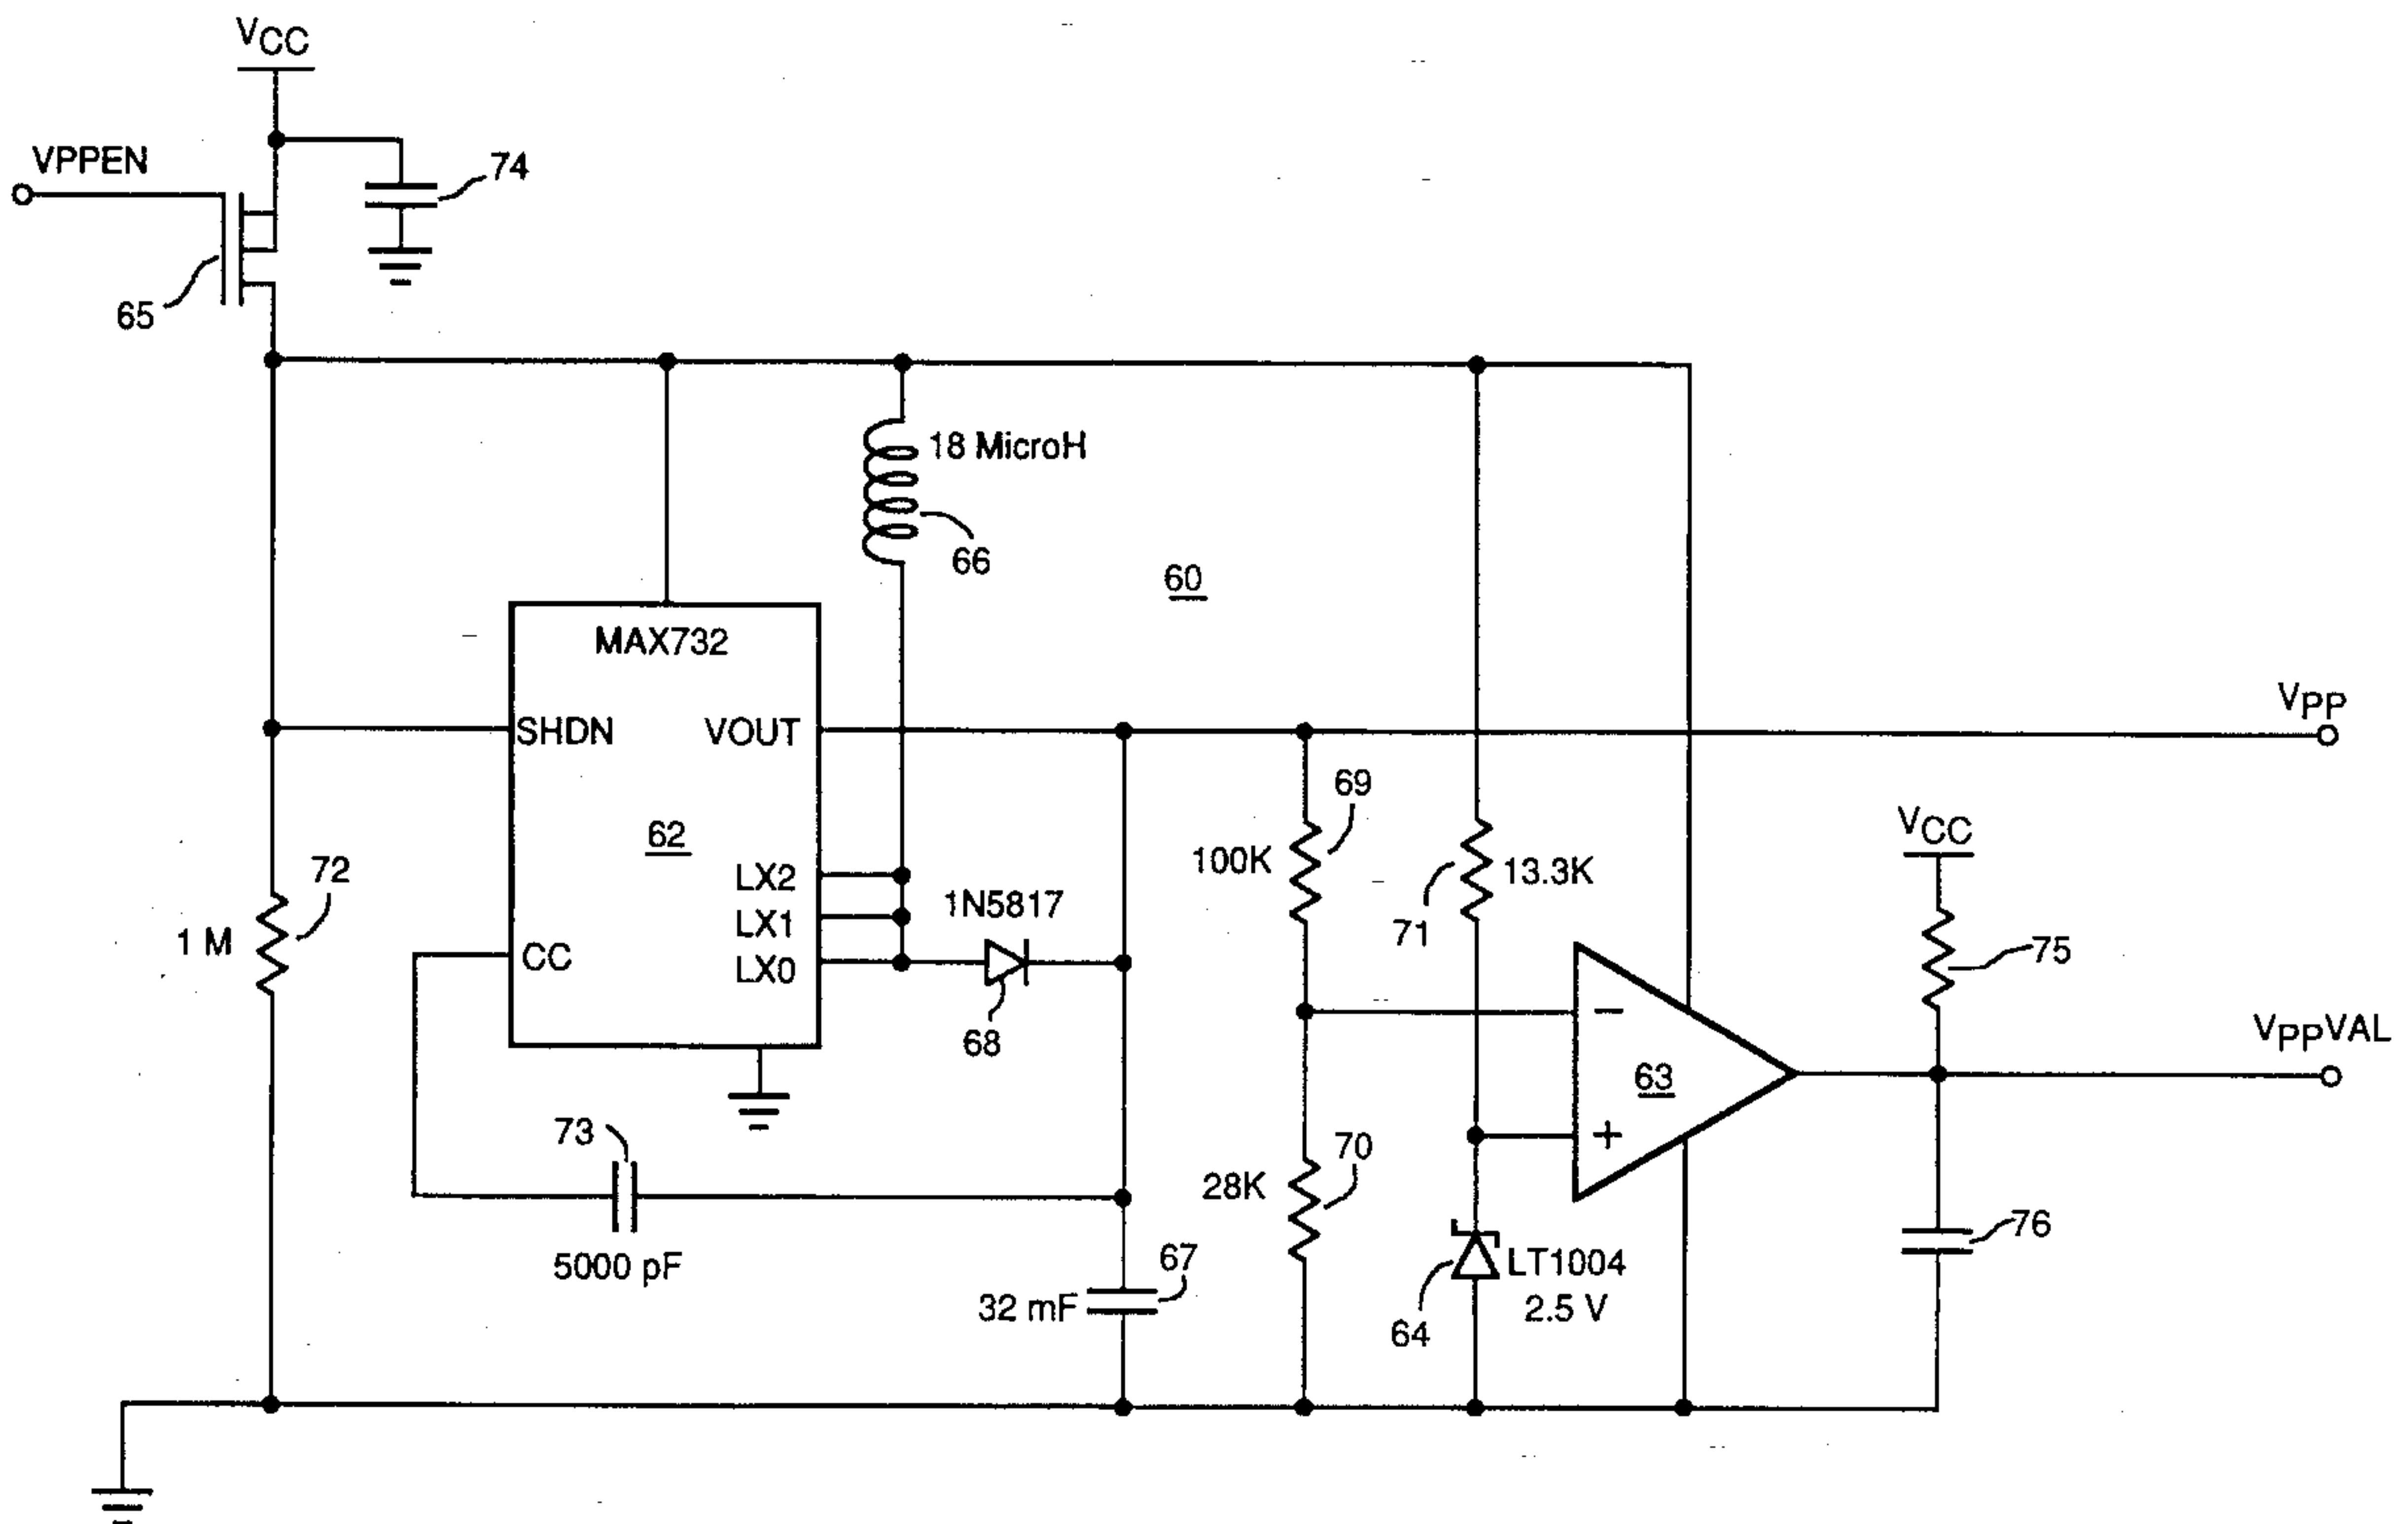 VCC
VPPEN
74
65
18 MicroH
66
60
MAX732
SHDN
VOUT
VPP
62
69
100K
VCC
72
LX2
1N5817
71
13.3K
1 M
LX1
75
CC
LX0
68
−
VPPVAL
63
73
+
70
28K
76
5000 pF
67
32 mF
64
LT1004
2.5 V